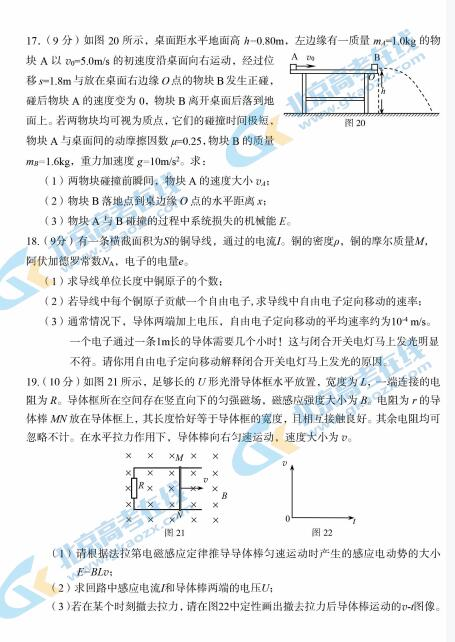 17.（9 分）如图 20 所示，桌面距水平地面高 h=0.80m，左边缘有一质量 mA=1.0kg 的物
块 A 以 v0=5.0m/s 的初速度沿桌面向右运动，经过位
移 s=1.8m 与放在桌面右边缘 O 点的物块 B 发生正碰，
碰后物块 A 的速度变为 0，物块 B 离开桌面后落到地
面上。若两物块均可视为质点，它们的碰撞时间极短，
物块 A 与桌面间的动摩擦因数 μ=0.25，物块 B 的质量
mB=1.6kg，重力加速度 g=10m/s²。求：
A v0 B
O
h
图 20
（1）两物块碰撞前瞬间，物块 A 的速度大小 vA；
（2）物块 B 落地点到桌边缘 O 点的水平距离 x；
（3）物块 A 与 B 碰撞的过程中系统损失的机械能 E。
18.（9分）有一条横截面积为S的铜导线，通过的电流I。铜的密度ρ，铜的摩尔质量M，
阿伏加德罗常数NA，电子的电量e。
（1）求导线单位长度中铜原子的个数；
（2）若导线中每个铜原子贡献一个自由电子,求导线中自由电子定向移动的速率；
（3）通常情况下，导体两端加上电压，自由电子定向移动的平均速率约为10⁻⁴ m/s。
一个电子通过一条1m长的导体需要几个小时！这与闭合开关电灯马上发光明显
不符。请你用自由电子定向移动解释闭合开关电灯马上发光的原因。
19.（10 分）如图 21 所示，足够长的 U 形光滑导体框水平放置，宽度为 L，一端连接的电
阻为 R。导体框所在空间存在竖直向下的匀强磁场，磁感应强度大小为 B。电阻为 r 的导
体棒 MN 放在导体框上，其长度恰好等于导体框的宽度，且相互接触良好。其余电阻均可
忽略不计。在水平拉力作用下，导体棒向右匀速运动，速度大小为 v。
M
R
v
B
N
图 21
v
0
t
图 22
（1）请根据法拉第电磁感应定律推导导体棒匀速运动时产生的感应电动势的大小
E=BLv；
（2）求回路中感应电流I和导体棒两端的电压U；
（3）若在某个时刻撤去拉力，请在图22中定性画出撤去拉力后导体棒运动的v-t图像。
北京高考在线
www.gkaozx.com